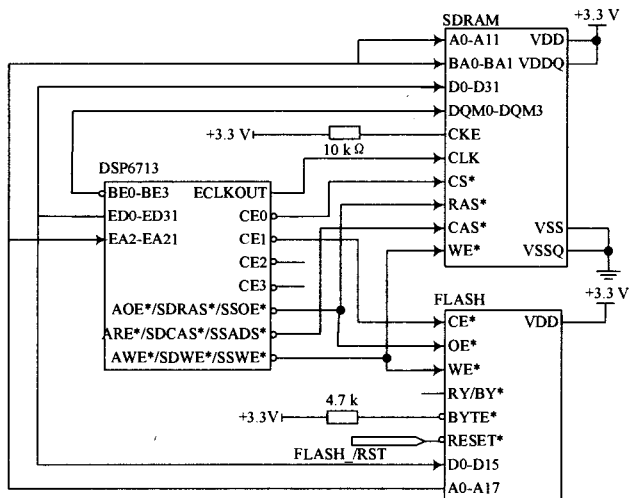 SDRAM
+3.3 V
A0-A11
VDD
BA0-BA1
VDDQ
D0-D31
DQM0-DQM3
+3.3 V
CKE
10 kΩ
CLK
DSP6713
BE0-BE3
ECLKOUT
CS*
ED0-ED31
CE0
RAS*
EA2-EA21
CE1
CAS*
VSS
CE2
WE*
VSSQ
CE3
AOE*/SDRAS*/SSOE*
FLASH
+3.3 V
ARE*/SDCAS*/SSADS*
CE*
VDD
AWE*/SDWE*/SSWE*
OE*
WE*
4.7 k
RY/BY*
+3.3V
BYTE*
RESET*
FLASH_/RST
D0-D15
A0-A17